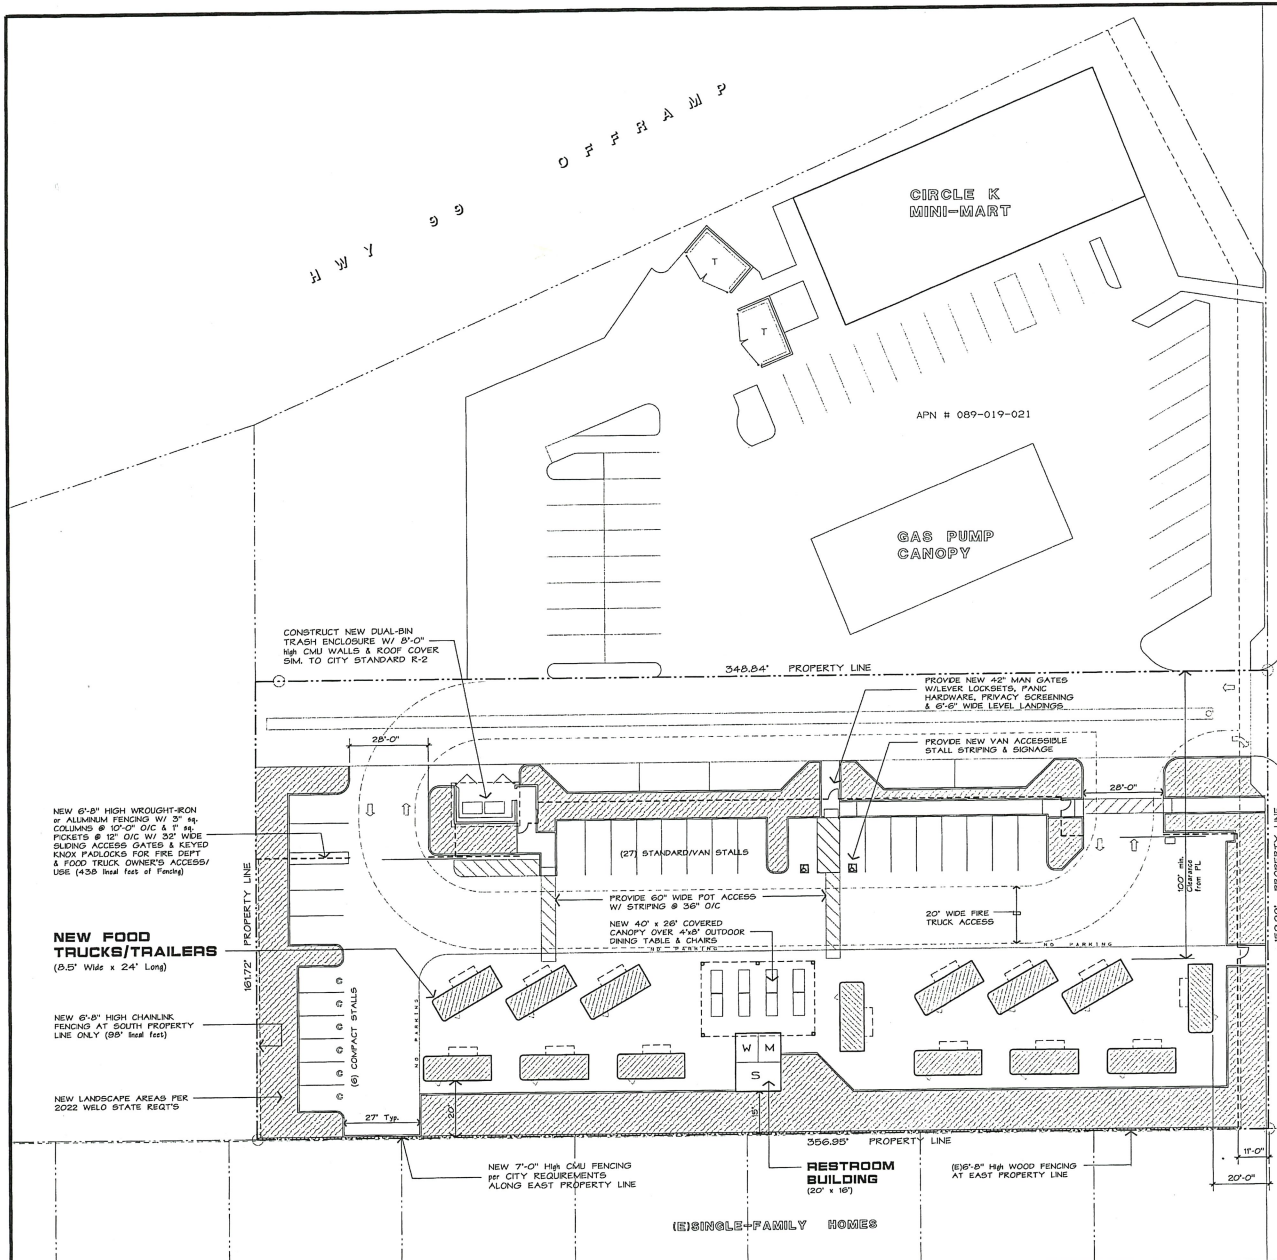 HWY 99 OFFRAMP
CIRCLE K
MINI-MART
T
T
APN # 089-019-021
GAS PUMP
CANOPY
CONSTRUCT NEW DUAL-BIN
TRASH ENCLOSURE W/ 8'-0"
high CMU WALLS & ROOF COVER
SIM. TO CITY STANDARD R-2
348.84' PROPERTY LINE
PROVIDE NEW 42" MAN GATES
W/LEVER LOCKSETS, PANIC
HARDWARE, PRIVACY SCREENING
& 6'-6" WIDE LEVEL LANDINGS
28'-0"
PROVIDE NEW VAN ACCESSIBLE
STALL STRIPING & SIGNAGE
28'-0"
NEW 6'-8" HIGH WROUGHT-IRON
or ALUMINUM FENCING W/ 3" sq.
COLUMNS @ 10'-0" O/C & 1" sq.
PICKETS @ 12" O/C W/ 32' WIDE
SLIDING ACCESS GATES & KEYED
KNOX PADLOCKS FOR FIRE DEPT
& FOOD TRUCK OWNER'S ACCESS/
USE (438 lineal feet of Fencing)
(27) STANDARD/VAN STALLS
100' min.
Clearance
from PL
PROPERTY LINE
PROVIDE 60" WIDE POT ACCESS
W/ STRIPING @ 36" O/C
20' WIDE FIRE
TRUCK ACCESS
NEW 40' x 26' COVERED
CANOPY OVER 4'x8' OUTDOOR
DINING TABLE & CHAIRS
NO PARKING
NO PARKING
NEW FOOD
TRUCKS/TRAILERS
(8.5' Wide x 24' Long)
161.72' PROPERTY LINE
NEW 6'-8" HIGH CHAINLINK
FENCING AT SOUTH PROPERTY
LINE ONLY (98' lineal feet)
(6) COMPACT STALLS
C
C
C
C
C
C
NO PARKING
W M
S
NEW LANDSCAPE AREAS PER
2022 WELO STATE REQT'S
27' Typ.
20'
15'
356.95' PROPERTY LINE
NEW 7'-0" High CMU FENCING
per CITY REQUIREMENTS
ALONG EAST PROPERTY LINE
RESTROOM
BUILDING
(20' x 16')
(E)6'-8" High WOOD FENCING
AT EAST PROPERTY LINE
11'-0"
20'-0"
(E)SINGLE-FAMILY HOMES